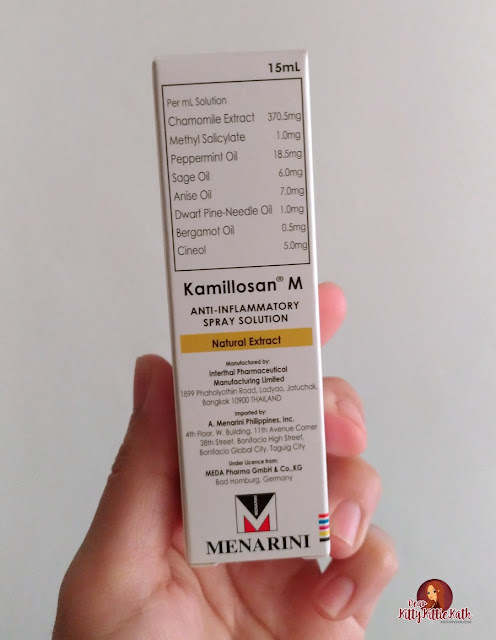 15mL
Per mL Solution
Chamomile Extract 370.5mg
Methyl Salicylate 1.0mg
Peppermint Oil 18.5mg
Sage Oil 6.0mg
Anise Oil 7.0mg
Dwarf Pine-Needle Oil 1.0mg
Bergamot Oil 0.5mg
Cineol 5.0mg
Kamillosan® M
ANTI-INFLAMMATORY
SPRAY SOLUTION
Natural Extract
Manufactured by:
Interthai Pharmaceutical
Manufacturing Limited
1899 Phaholyothin Road, Ladyao, Jatuchak,
Bangkok 10900 THAILAND
Imported by:
A. Menarini Philippines, Inc.
4th Floor, W. Building, 11th Avenue Corner
28th Street, Bonifacio High Street,
Bonifacio Global City, Taguig City
Under Licence from:
MEDA Pharma GmbH & Co., KG
Bad Homburg, Germany
MENARINI
Dear
KittyKittieKath